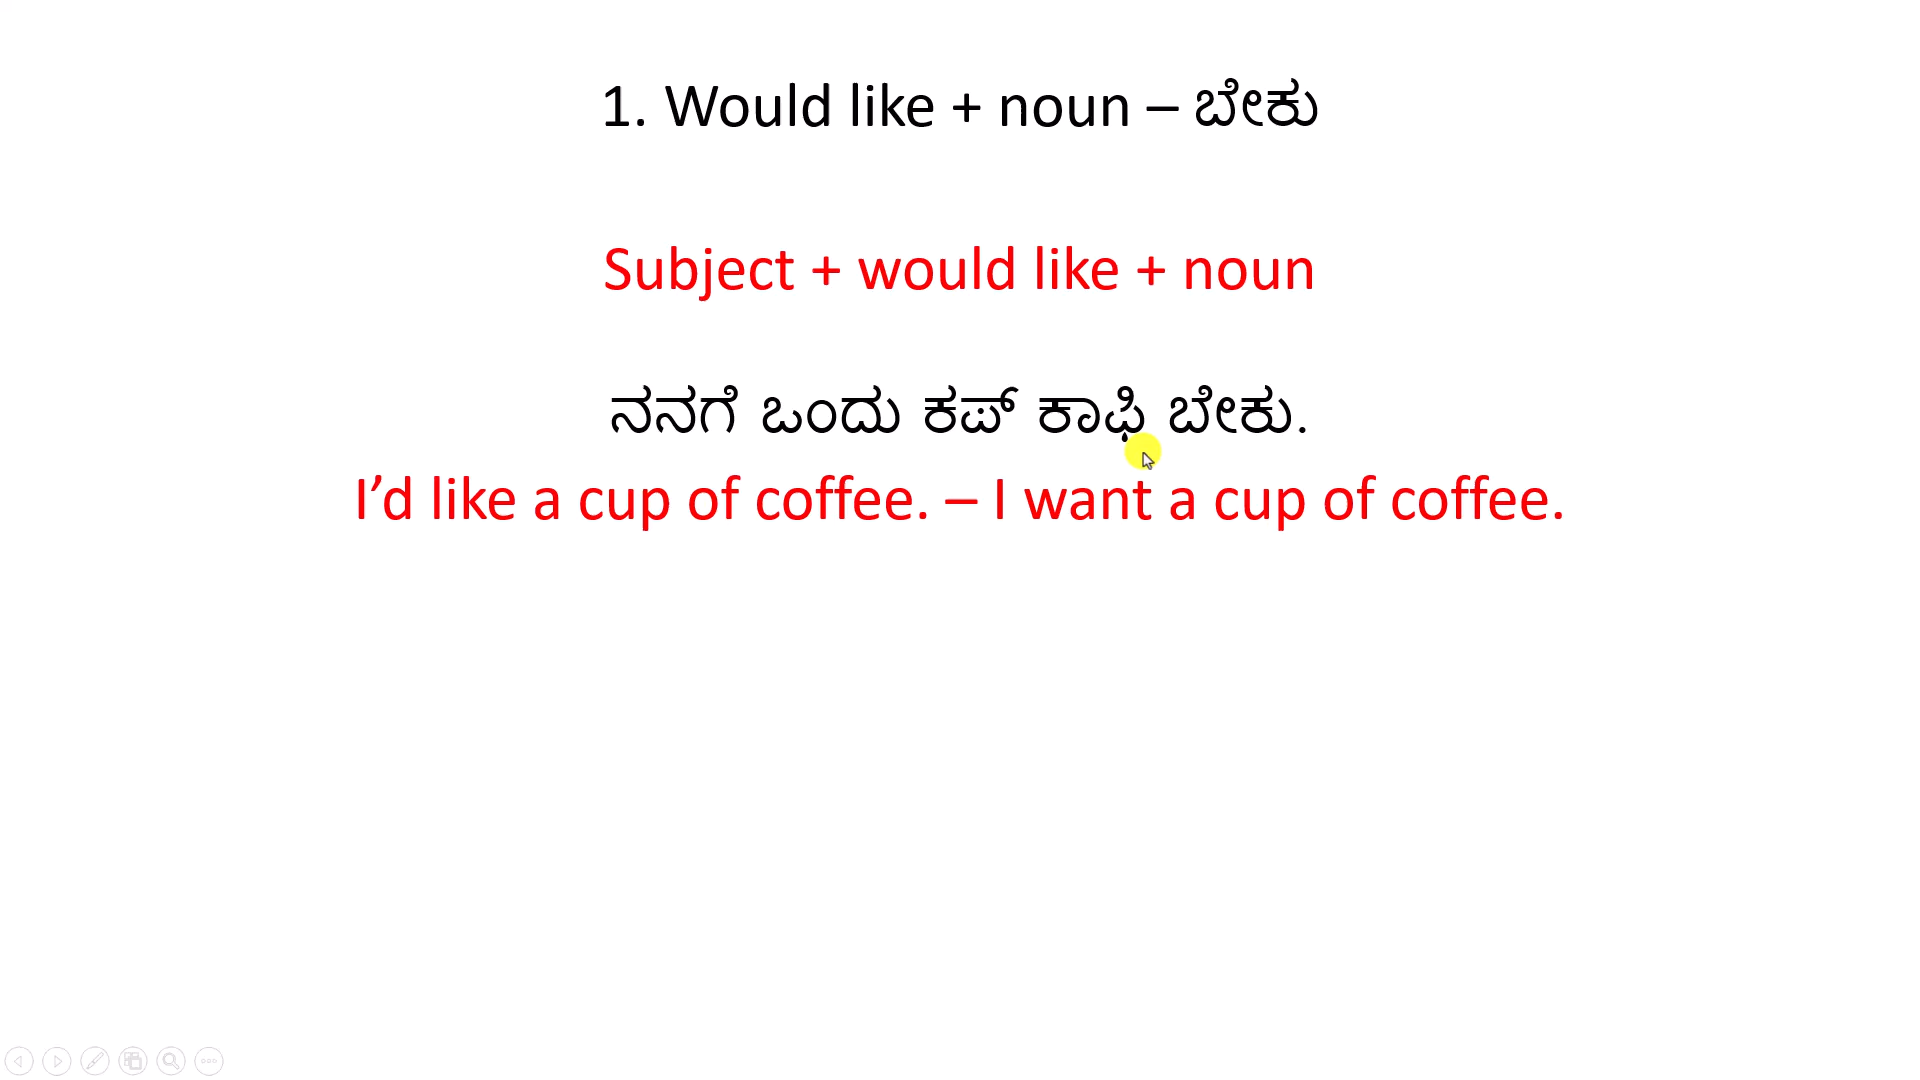 1. Would like + noun – ಬೇಕು
Subject + would like + noun
ನನಗೆ ಒಂದು ಕಪ್ ಕಾಫಿ ಬೇಕು.
I’d like a cup of coffee. – I want a cup of coffee.